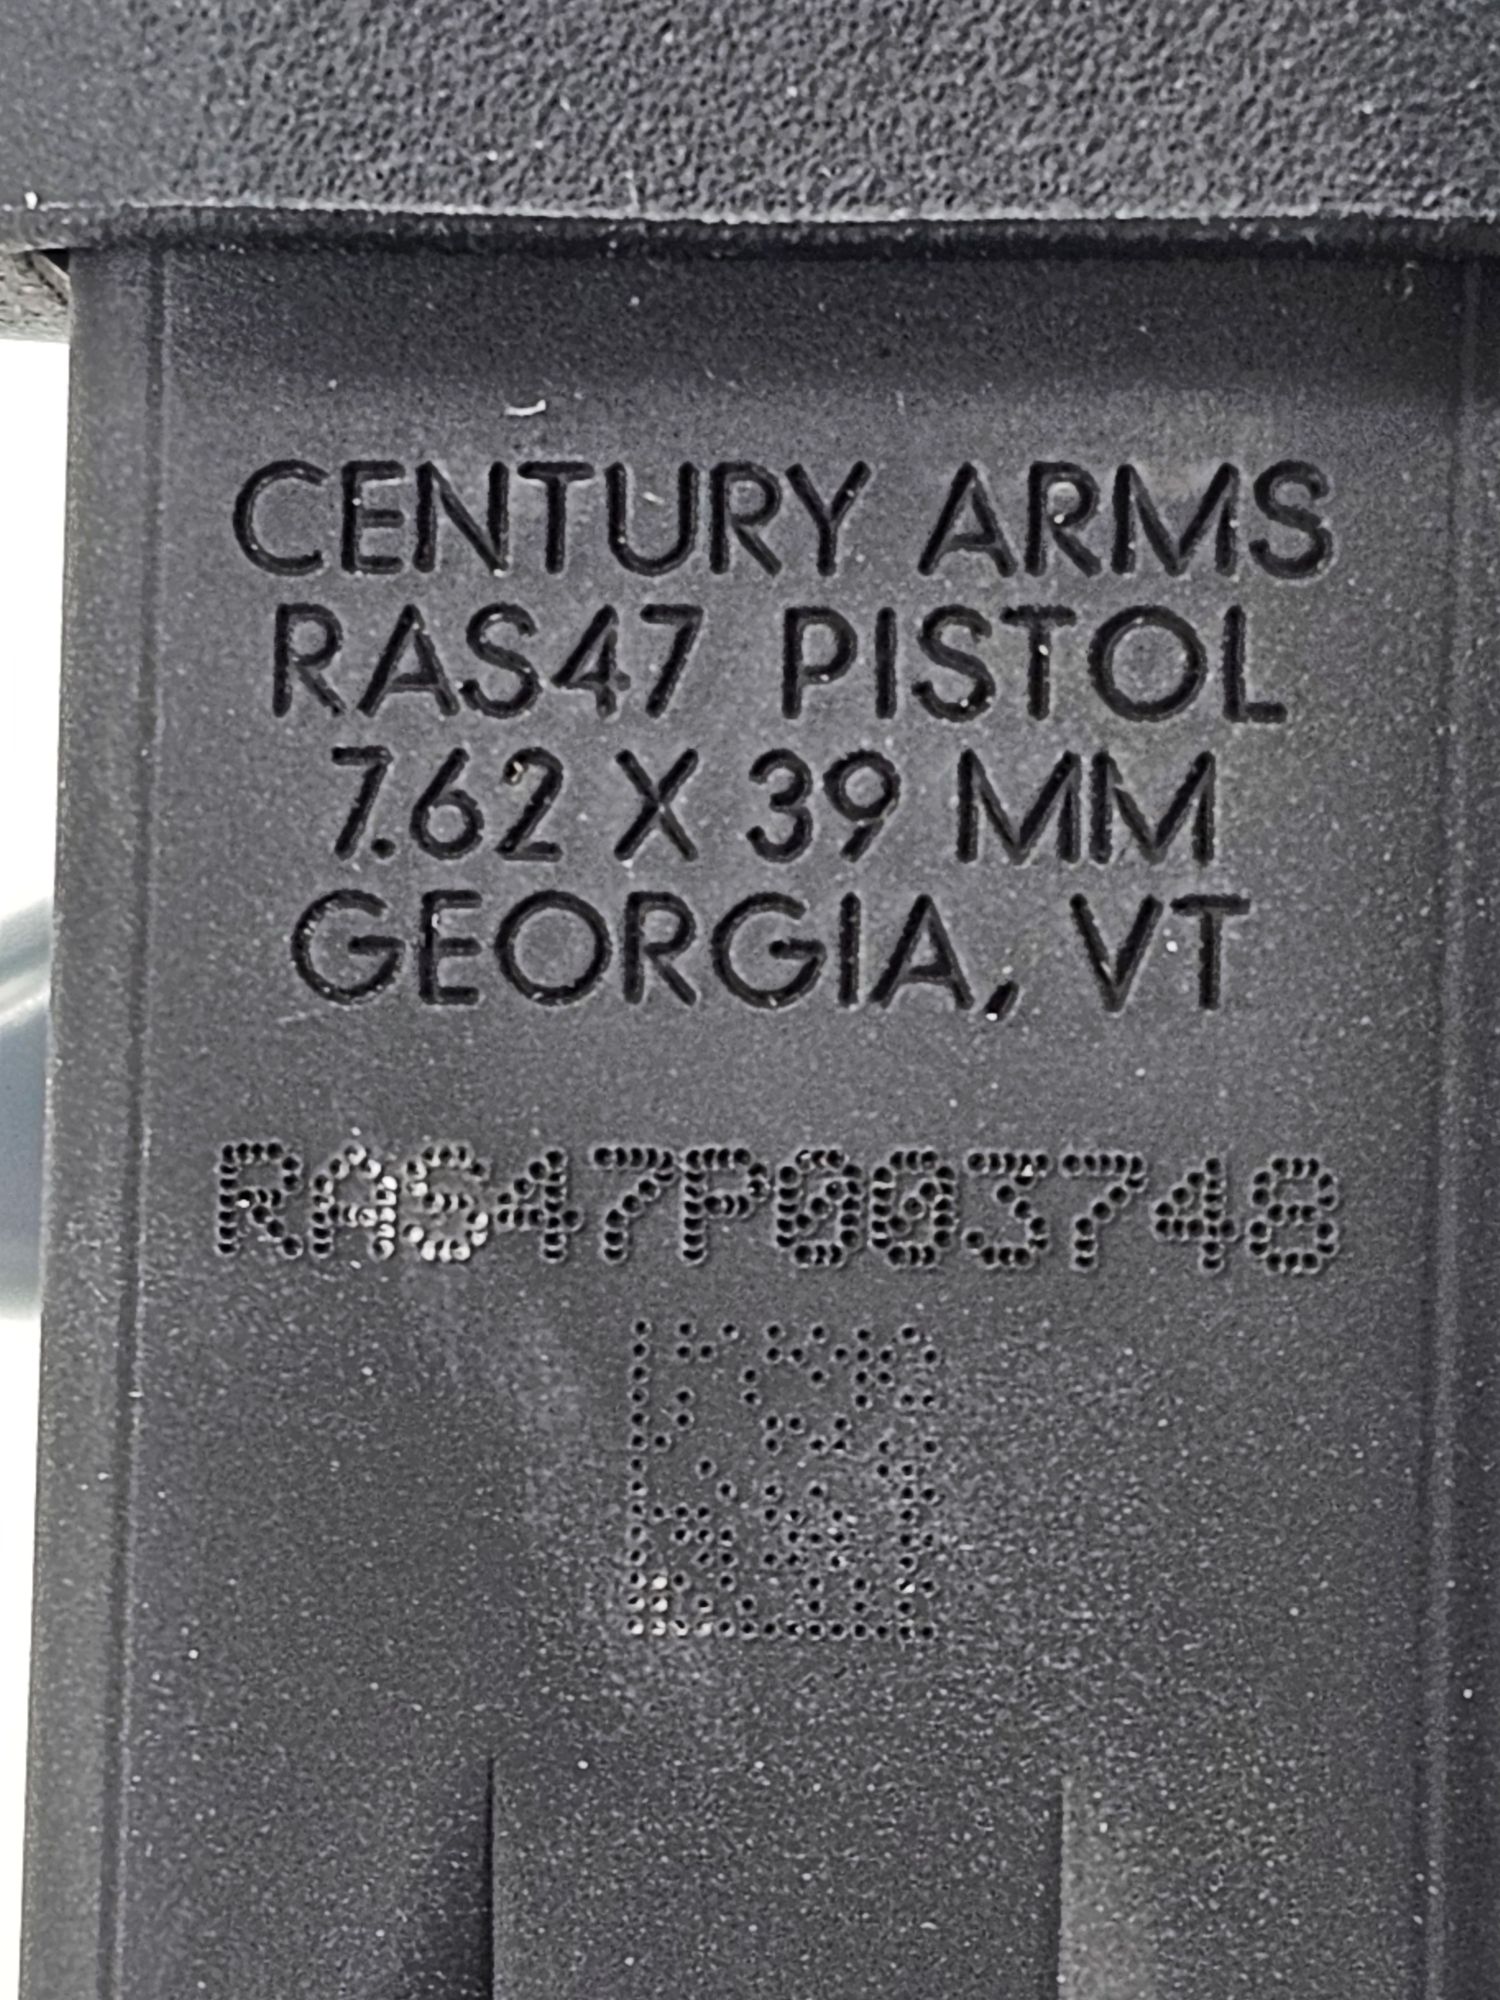 CENTURY ARMS
RAS47 PISTOL
7.62 X 39 MM
GEORGIA, VT
RAS47P003748